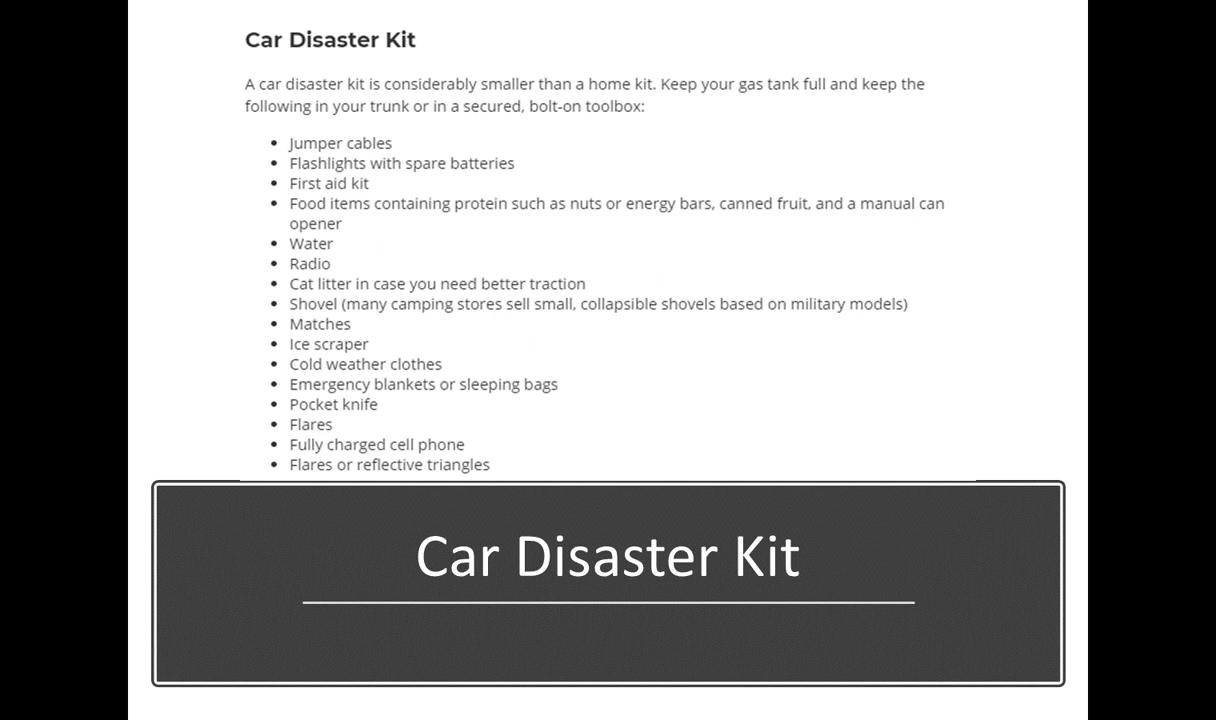 Car Disaster Kit
A car disaster kit is considerably smaller than a home kit. Keep your gas tank full and keep the
following in your trunk or in a secured, bolt-on toolbox:
• Jumper cables
• Flashlights with spare batteries
• First aid kit
• Food items containing protein such as nuts or energy bars, canned fruit, and a manual can
opener
• Water
• Radio
• Cat litter in case you need better traction
• Shovel (many camping stores sell small, collapsible shovels based on military models)
• Matches
• Ice scraper
• Cold weather clothes
• Emergency blankets or sleeping bags
• Pocket knife
• Flares
• Fully charged cell phone
• Flares or reflective triangles
Car Disaster Kit